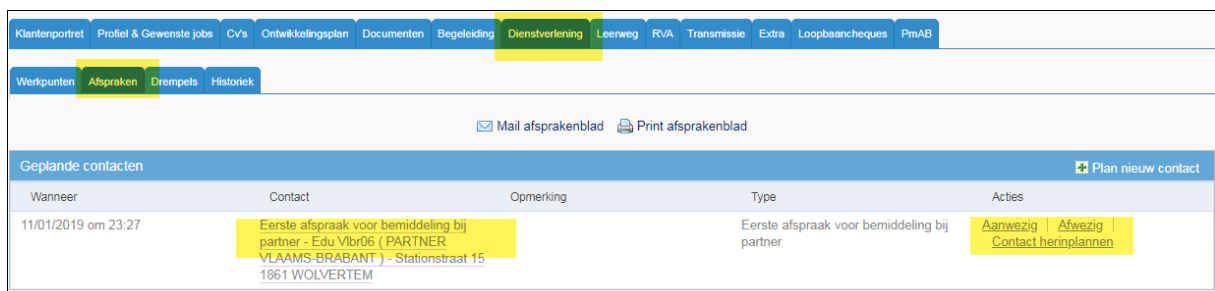 Klantenportret Profiel & Gewenste jobs Cv's Ontwikkelingsplan Documenten Begeleiding Dienstverlening Leerweg RVA Transmissie Extra Loopbaancheques PmAB
Werkpunten Afspraken Drempels Historiek
Mail afsprakenblad Print afsprakenblad
Geplande contacten Plan nieuw contact
Wanneer Contact Opmerking Type Acties
11/01/2019 om 23:27 Eerste afspraak voor bemiddeling bij Eerste afspraak voor bemiddeling bij Aanwezig | Afwezig |
partner - Edu Vlbr06 ( PARTNER partner Contact herinplannen
VLAAMS-BRABANT ) - Stationstraat 15
1861 WOLVERTEM